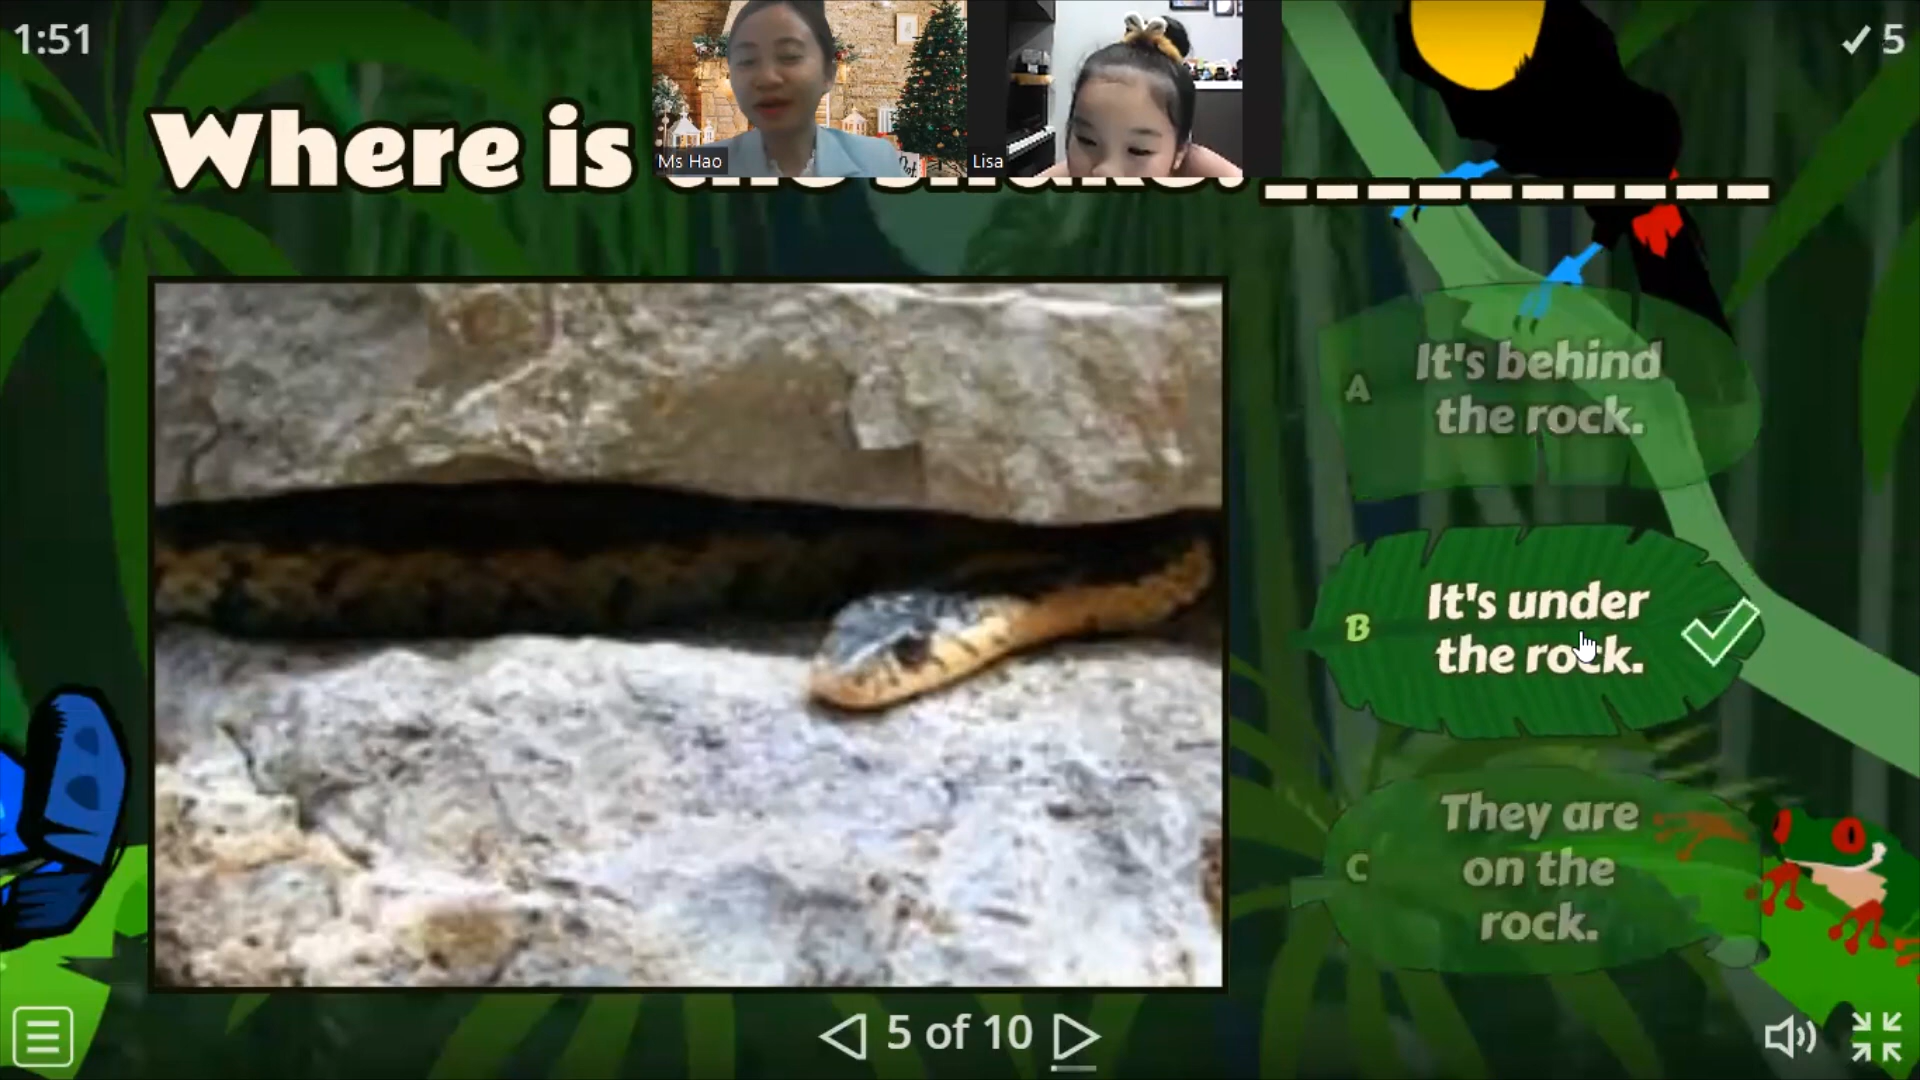 1:51
✓ 5
Where is
Ms Hao
Lisa
A
It's behind
the rock.
B
It's under
the rock.
C
They are
on the
rock.
5 of 10